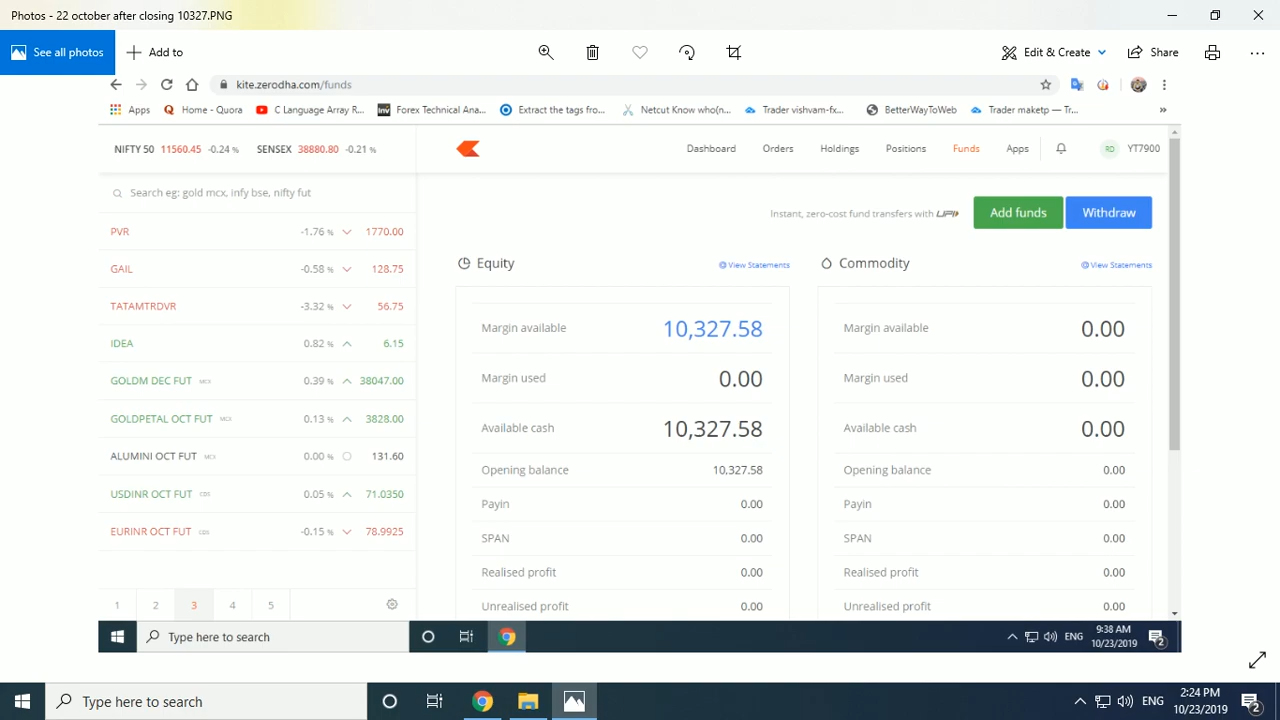 Photos - 22 october after closing 10327.PNG
See all photos
Add to
Edit & Create
Share
kite.zerodha.com/funds
Apps
Home - Quora
C Language Array R...
Forex Technical Ana...
Extract the tags fro...
Netcut Know who(n...
Trader vishvam-fx...
BetterWayToWeb
Trader maketp — Tr...
»
NIFTY 50 11560.45 -0.24 %
SENSEX 38880.80 -0.21 %
Dashboard
Orders
Holdings
Positions
Funds
Apps
RD
YT7900
Search eg: gold mcx, infy bse, nifty fut
PVR -1.76 % 1770.00
GAIL -0.58 % 128.75
TATAMTRDVR -3.32 % 56.75
IDEA 0.82 % 6.15
GOLDM DEC FUT MCX 0.39 % 38047.00
GOLDPETAL OCT FUT MCX 0.13 % 3828.00
ALUMINI OCT FUT MCX 0.00 % 131.60
USDINR OCT FUT CDS 0.05 % 71.0350
EURINR OCT FUT CDS -0.15 % 78.9925
1 2 3 4 5
Instant, zero-cost fund transfers with UPI
Add funds
Withdraw
Equity
View Statements
Margin available 10,327.58
Margin used 0.00
Available cash 10,327.58
Opening balance 10,327.58
Payin 0.00
SPAN 0.00
Realised profit 0.00
Unrealised profit 0.00
Commodity
View Statements
Margin available 0.00
Margin used 0.00
Available cash 0.00
Opening balance 0.00
Payin 0.00
SPAN 0.00
Realised profit 0.00
Unrealised profit 0.00
Type here to search
ENG
9:38 AM
10/23/2019
2
Type here to search
ENG
2:24 PM
10/23/2019
2